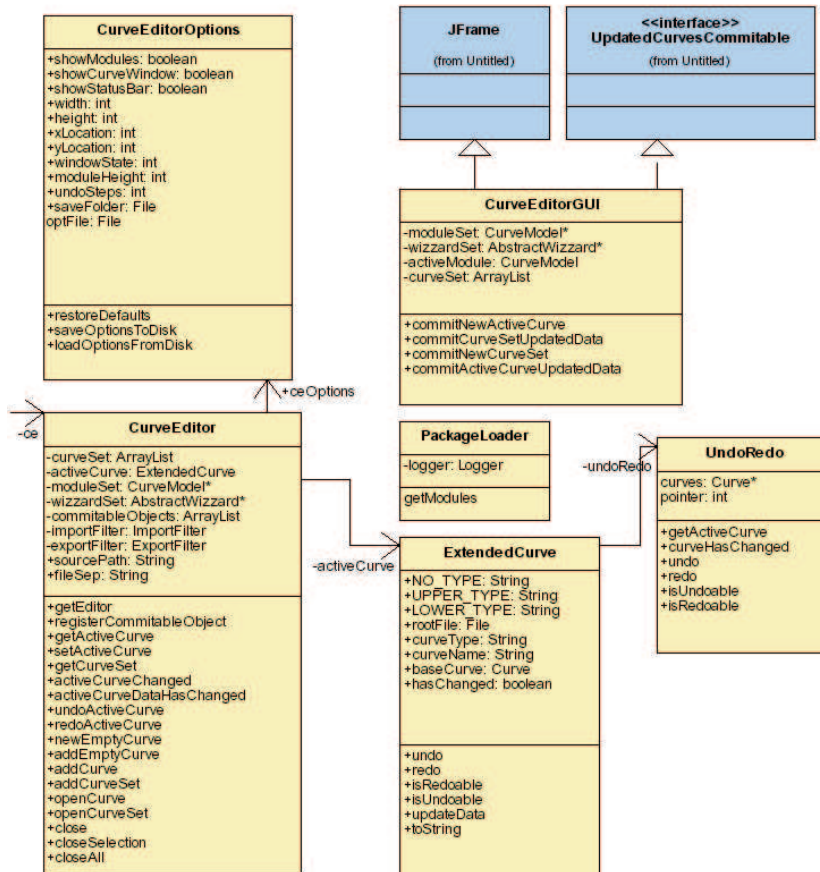 CurveEditorOptions
+showModules: boolean
+showCurveWindow: boolean
+showStatusBar: boolean
+width: int
+height: int
+xLocation: int
+yLocation: int
+windowState: int
+moduleHeight: int
+undoSteps: int
+saveFolder: File
optFile: File
+restoreDefaults
+saveOptionsToDisk
+loadOptionsFromDisk
JFrame
(from Untitled)
<<interface>>
UpdatedCurvesCommitable
(from Untitled)
CurveEditorGUI
-moduleSet: CurveModel*
-wizzardSet: AbstractWizzard*
-activeModule: CurveModel
-curveSet: ArrayList
+commitNewActiveCurve
+commitCurveSetUpdatedData
+commitNewCurveSet
+commitActiveCurveUpdatedData
+ceOptions
-ce
CurveEditor
-curveSet: ArrayList
-activeCurve: ExtendedCurve
-moduleSet: CurveModel*
-wizzardSet: AbstractWizzard*
-commitableObjects: ArrayList
-importFilter: ImportFilter
-exportFilter: ExportFilter
+sourcePath: String
+fileSep: String
+getEditor
+registerCommitableObject
+getActiveCurve
+setActiveCurve
+getCurveSet
+activeCurveChanged
+activeCurveDataHasChanged
+undoActiveCurve
+redoActiveCurve
+newEmptyCurve
+addEmptyCurve
+addCurve
+addCurveSet
+openCurve
+openCurveSet
+close
+closeSelection
+closeAll
PackageLoader
-logger: Logger
getModules
-activeCurve
ExtendedCurve
+NO_TYPE: String
+UPPER_TYPE: String
+LOWER_TYPE: String
+rootFile: File
+curveType: String
+curveName: String
+baseCurve: Curve
+hasChanged: boolean
+undo
+redo
+isRedoable
+isUndoable
+updateData
+toString
-undoRedo
UndoRedo
curves: Curve*
pointer: int
+getActiveCurve
+curveHasChanged
+undo
+redo
+isUndoable
+isRedoable